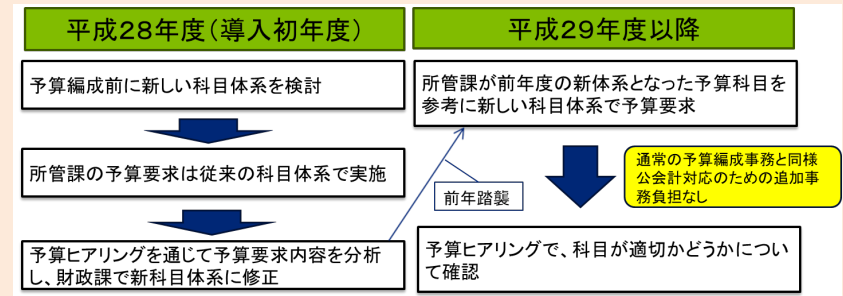 平成28年度(導入初年度)
予算編成前に新しい科目体系を検討
所管課の予算要求は従来の科目体系で実施
予算ヒアリングを通じて予算要求内容を分析
し、財政課で新科目体系に修正
前年踏襲
平成29年度以降
所管課が前年度の新体系となった予算科目を
参考に新しい科目体系で予算要求
通常の予算編成事務と同様
公会計対応のための追加事
務負担なし
予算ヒアリングで、科目が適切かどうかについ
て確認